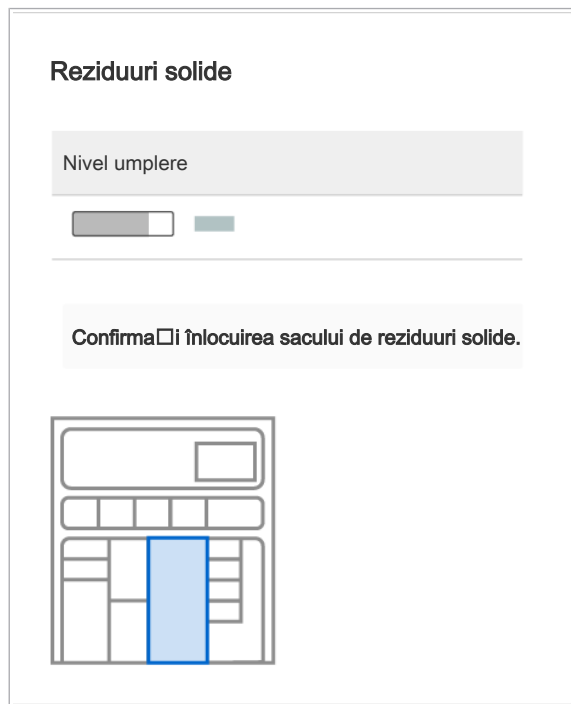 Reziduuri solide
Nivel umplere
Confirma□i înlocuirea sacului de reziduuri solide.